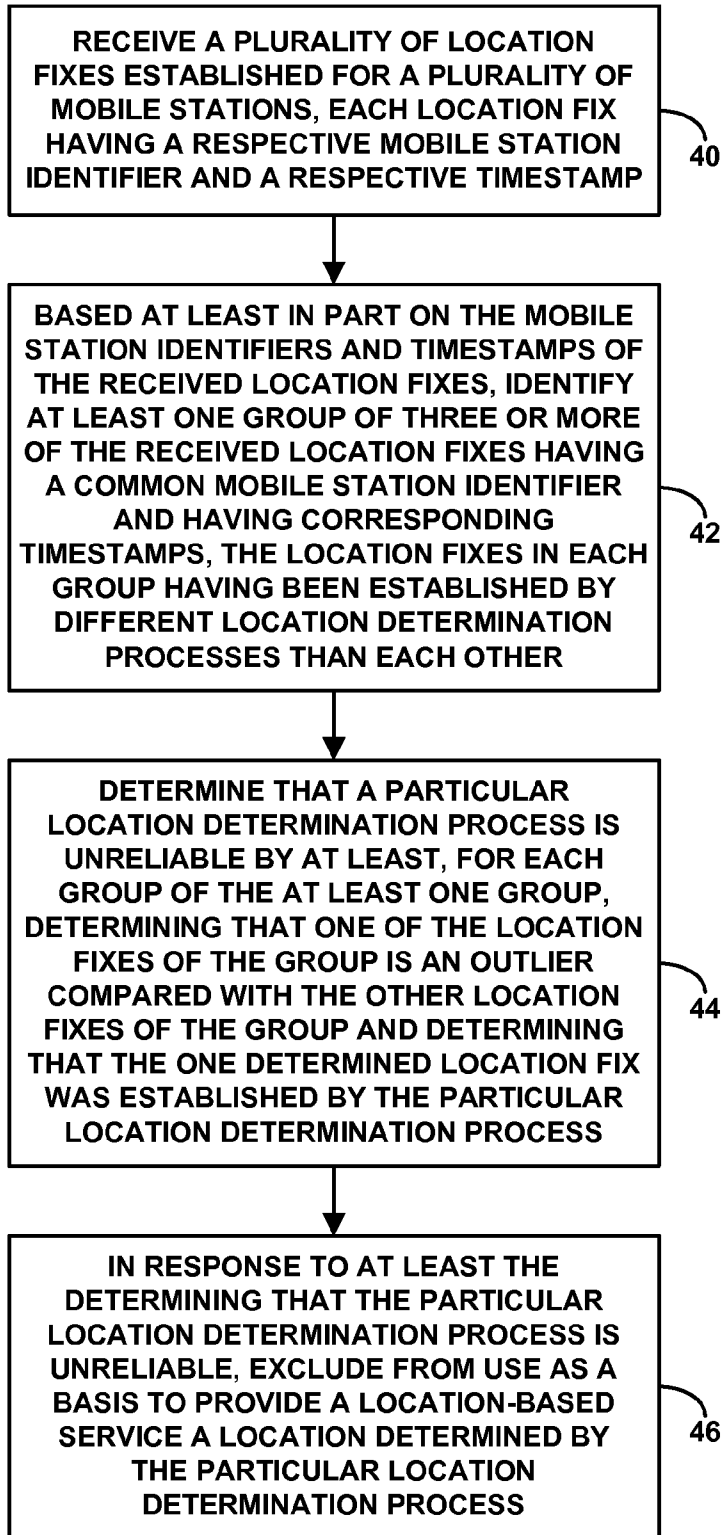 RECEIVE A PLURALITY OF LOCATION
FIXES ESTABLISHED FOR A PLURALITY OF
MOBILE STATIONS, EACH LOCATION FIX
HAVING A RESPECTIVE MOBILE STATION
IDENTIFIER AND A RESPECTIVE TIMESTAMP
40
BASED AT LEAST IN PART ON THE MOBILE
STATION IDENTIFIERS AND TIMESTAMPS OF
THE RECEIVED LOCATION FIXES, IDENTIFY
AT LEAST ONE GROUP OF THREE OR MORE
OF THE RECEIVED LOCATION FIXES HAVING
A COMMON MOBILE STATION IDENTIFIER
AND HAVING CORRESPONDING
TIMESTAMPS, THE LOCATION FIXES IN EACH
GROUP HAVING BEEN ESTABLISHED BY
DIFFERENT LOCATION DETERMINATION
PROCESSES THAN EACH OTHER
42
DETERMINE THAT A PARTICULAR
LOCATION DETERMINATION PROCESS IS
UNRELIABLE BY AT LEAST, FOR EACH
GROUP OF THE AT LEAST ONE GROUP,
DETERMINING THAT ONE OF THE LOCATION
FIXES OF THE GROUP IS AN OUTLIER
COMPARED WITH THE OTHER LOCATION
FIXES OF THE GROUP AND DETERMINING
THAT THE ONE DETERMINED LOCATION FIX
WAS ESTABLISHED BY THE PARTICULAR
LOCATION DETERMINATION PROCESS
44
IN RESPONSE TO AT LEAST THE
DETERMINING THAT THE PARTICULAR
LOCATION DETERMINATION PROCESS IS
UNRELIABLE, EXCLUDE FROM USE AS A
BASIS TO PROVIDE A LOCATION-BASED
SERVICE A LOCATION DETERMINED BY
THE PARTICULAR LOCATION
DETERMINATION PROCESS
46